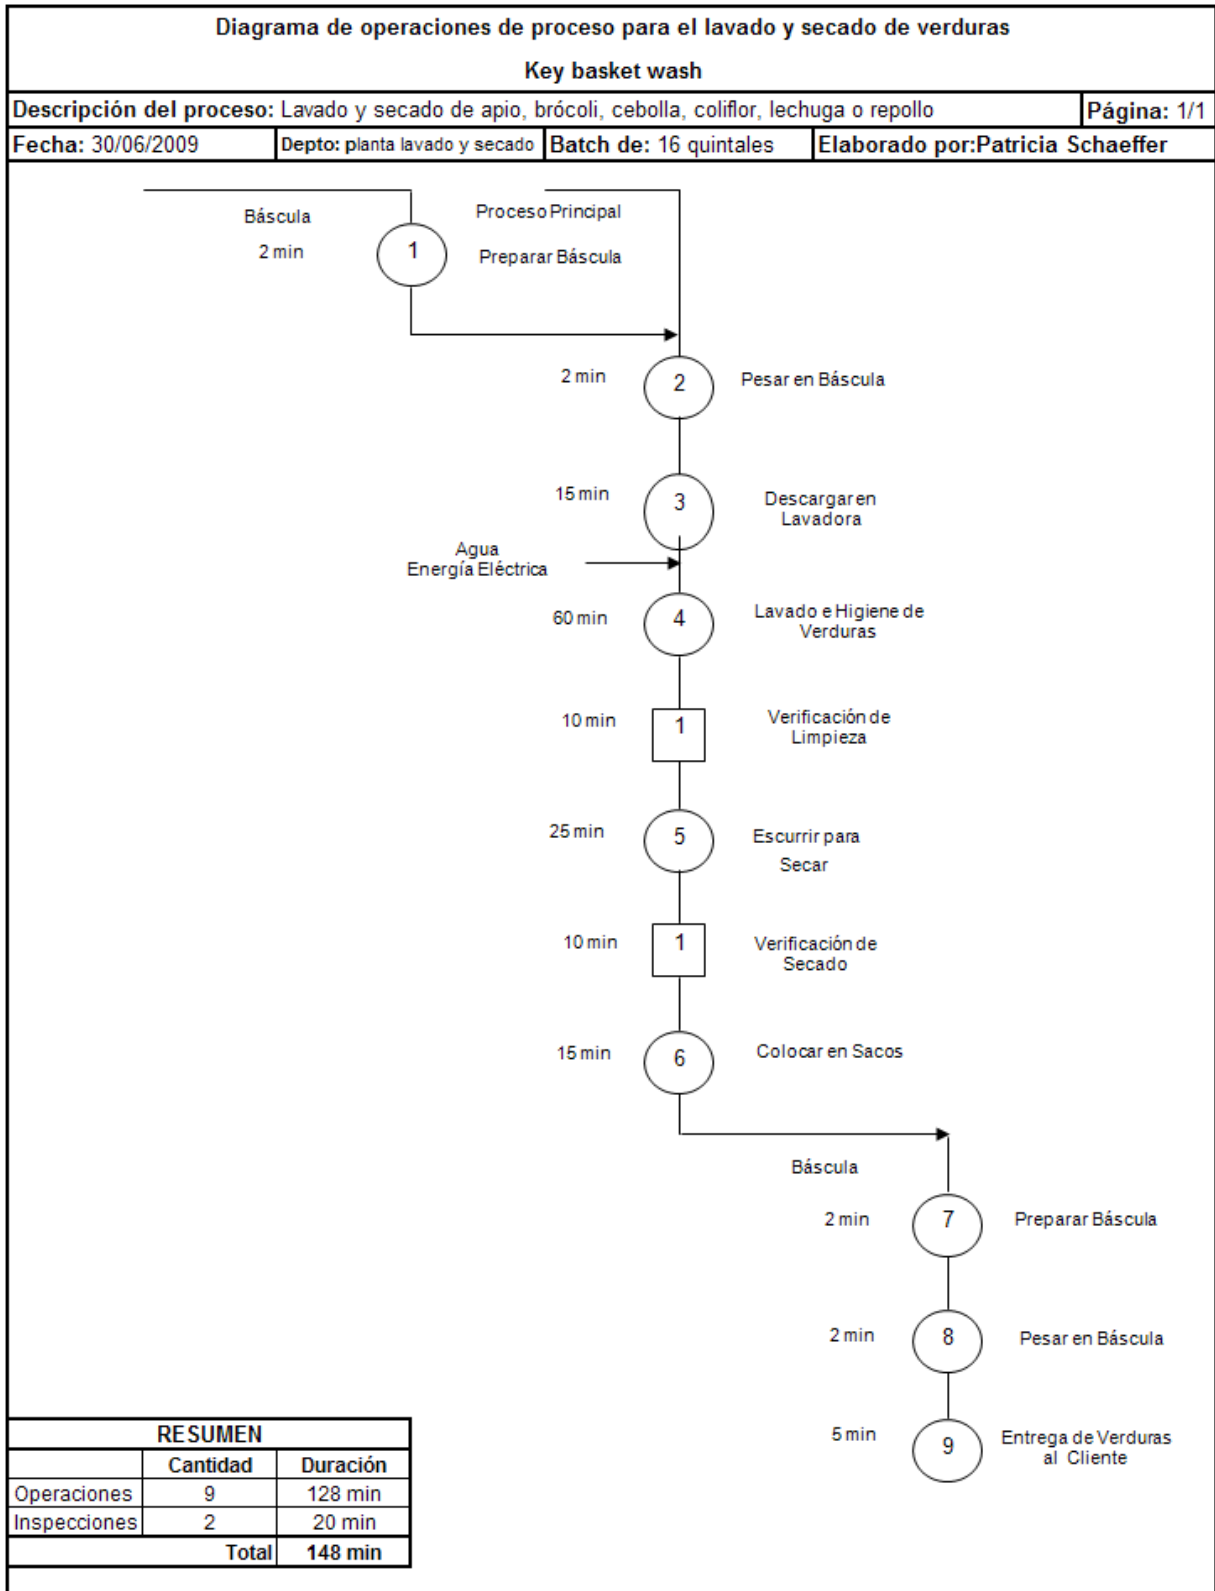 Diagrama de operaciones de proceso para el lavado y secado de verduras
Key basket wash
Descripción del proceso: Lavado y secado de apio, brócoli, cebolla, coliflor, lechuga o repollo Página: 1/1
Fecha: 30/06/2009 Depto: planta lavado y secado Batch de: 16 quintales Elaborado por:Patricia Schaeffer
Báscula
2 min
1
Proceso Principal
Preparar Báscula
2 min
2
Pesar en Báscula
15 min
3
Descargar en
Lavadora
Agua
Energía Eléctrica
60 min
4
Lavado e Higiene de
Verduras
10 min
1
Verificación de
Limpieza
25 min
5
Escurrir para
Secar
10 min
1
Verificación de
Secado
15 min
6
Colocar en Sacos
Báscula
2 min
7
Preparar Báscula
2 min
8
Pesar en Báscula
5 min
9
Entrega de Verduras
al Cliente
RESUMEN
Cantidad Duración
Operaciones 9 128 min
Inspecciones 2 20 min
Total 148 min